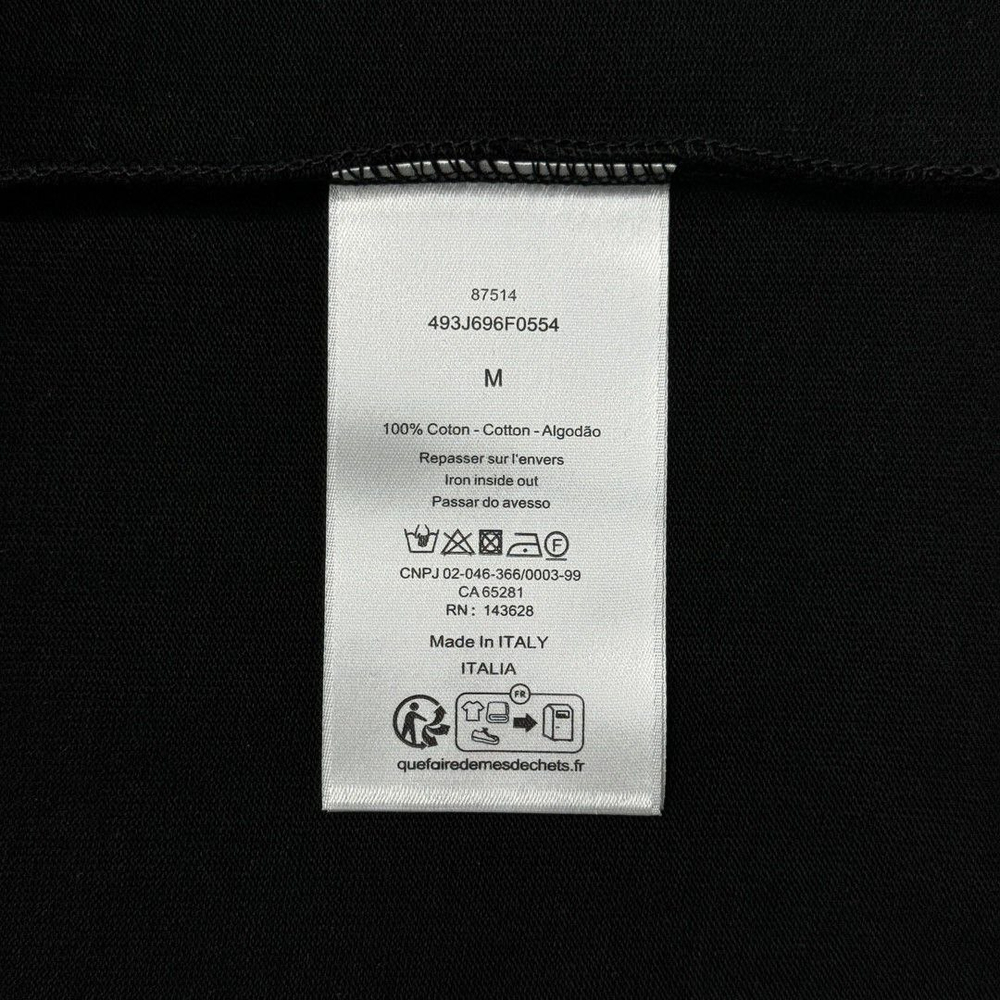 87514
493J696F0554
M
100% Coton - Cotton - Algodão
Repasser sur l'envers
Iron inside out
Passar do avesso
F
CNPJ 02-046-366/0003-99
CA 65281
RN : 143628
Made In ITALY
ITALIA
FR
quefairedemesdechets.fr